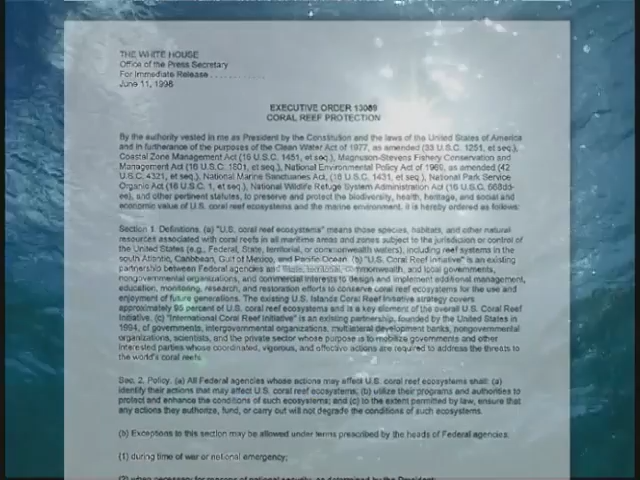 THE WHITE HOUSE
Office of the Press Secretary
For Immediate Release . . . . . . . . . . . .
June 11, 1998
EXECUTIVE ORDER 13089
CORAL REEF PROTECTION
By the authority vested in me as President by the Constitution and the laws of the United States of America
and in furtherance of the purposes of the Clean Water Act of 1977, as amended (33 U.S.C. 1251, et seq.),
Coastal Zone Management Act (16 U.S.C. 1451, et seq.), Magnuson-Stevens Fishery Conservation and
Management Act (16 U.S.C. 1801, et seq.), National Environmental Policy Act of 1969, as amended (42
U.S.C. 4321, et seq.), National Marine Sanctuaries Act, (16 U.S.C. 1431, et seq.), National Park Service
Organic Act (16 U.S.C. 1, et seq.), National Wildlife Refuge System Administration Act (16 U.S.C. 668dd-
ee), and other pertinent statutes, to preserve and protect the biodiversity, health, heritage, and social and
economic value of U.S. coral reef ecosystems and the marine environment, it is hereby ordered as follows:
Section 1. Definitions. (a) "U.S. coral reef ecosystems" means those species, habitats, and other natural
resources associated with coral reefs in all maritime areas and zones subject to the jurisdiction or control of
the United States (e.g., Federal, State, territorial, or commonwealth waters), including reef systems in the
south Atlantic, Caribbean, Gulf of Mexico, and Pacific Ocean. (b) "U.S. Coral Reef Initiative" is an existing
partnership between Federal agencies and State, territorial, commonwealth, and local governments,
nongovernmental organizations, and commercial interests to design and implement additional management,
education, monitoring, research, and restoration efforts to conserve coral reef ecosystems for the use and
enjoyment of future generations. The existing U.S. Islands Coral Reef Initiative strategy covers
approximately 95 percent of U.S. coral reef ecosystems and is a key element of the overall U.S. Coral Reef
Initiative. (c) "International Coral Reef Initiative" is an existing partnership, founded by the United States in
1994, of governments, intergovernmental organizations, multilateral development banks, nongovernmental
organizations, scientists, and the private sector whose purpose is to mobilize governments and other
interested parties whose coordinated, vigorous, and effective actions are required to address the threats to
the world's coral reefs.
Sec. 2. Policy. (a) All Federal agencies whose actions may affect U.S. coral reef ecosystems shall: (a)
identify their actions that may affect U.S. coral reef ecosystems; (b) utilize their programs and authorities to
protect and enhance the conditions of such ecosystems; and (c) to the extent permitted by law, ensure that
any actions they authorize, fund, or carry out will not degrade the conditions of such ecosystems.
(b) Exceptions to this section may be allowed under terms prescribed by the heads of Federal agencies:
(1) during time of war or national emergency;
(2) when necessary for reasons of national security, as determined by the President;